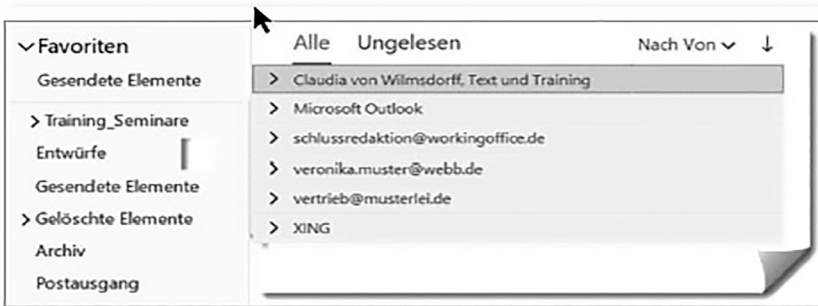 Favoriten
Gesendete Elemente
Training_Seminare
Entwürfe
Gesendete Elemente
Gelöschte Elemente
Archiv
Postausgang
Alle Ungelesen Nach Von ↓
Claudia von Wilmsdorff, Text und Training
Microsoft Outlook
schlussredaktion@workingoffice.de
veronika.muster@webb.de
vertrieb@musterlei.de
XING